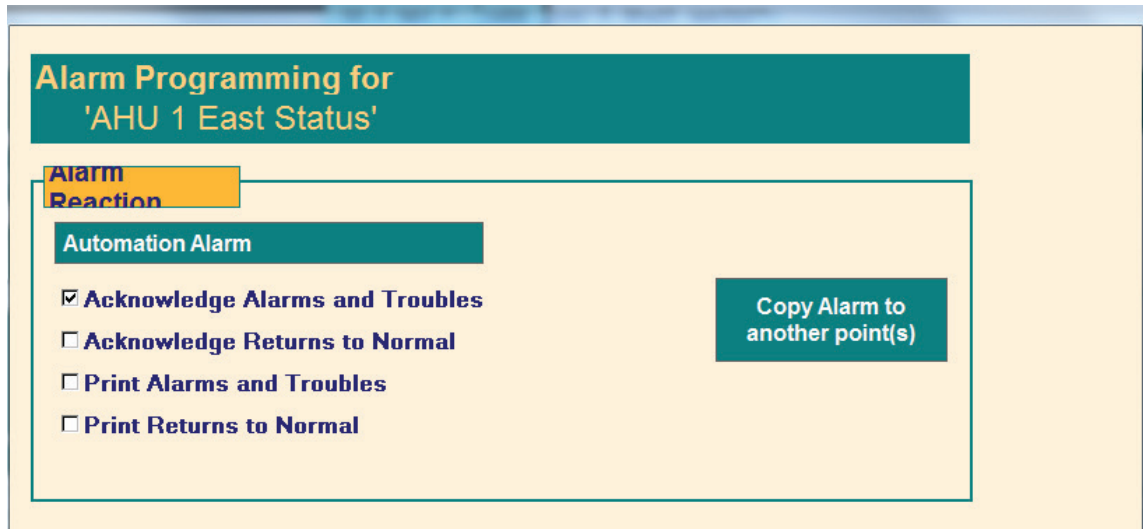 Alarm Programming for
'AHU 1 East Status'
Alarm
Reaction
Automation Alarm
Acknowledge Alarms and Troubles
Acknowledge Returns to Normal
Print Alarms and Troubles
Print Returns to Normal
Copy Alarm to
another point(s)